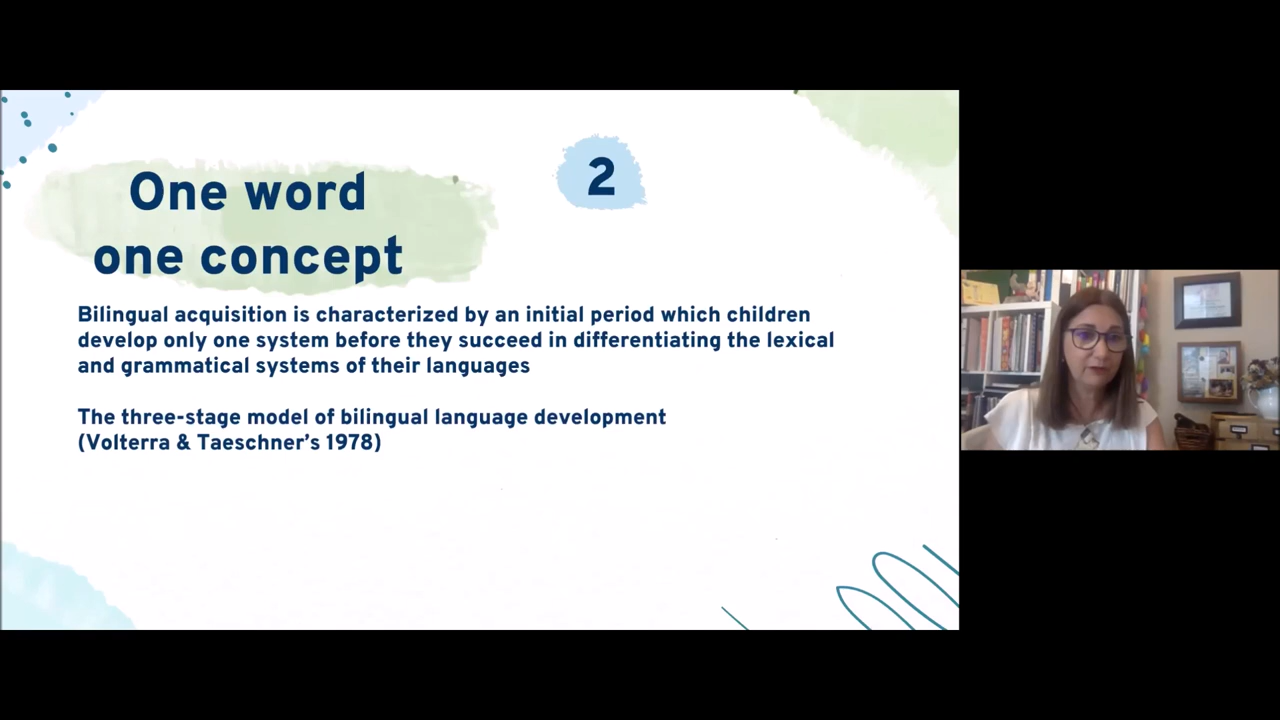 One word
one concept
2
Bilingual acquisition is characterized by an initial period which children
develop only one system before they succeed in differentiating the lexical
and grammatical systems of their languages
The three-stage model of bilingual language development
(Volterra & Taeschner’s 1978)